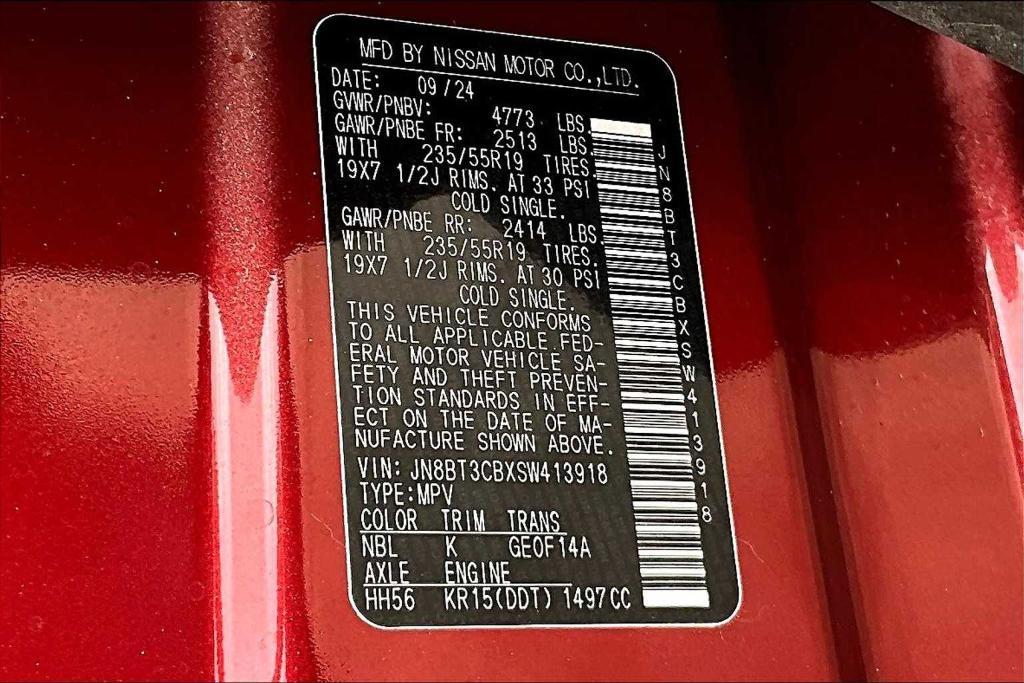 MFD BY NISSAN MOTOR CO.,LTD.
DATE: 09/24
GVWR/PNBV: 4773 LBS.
GAWR/PNBE FR: 2513 LBS.
WITH 235/55R19 TIRES.
19X7 1/2J RIMS. AT 33 PSI
COLD SINGLE.
GAWR/PNBE RR: 2414 LBS.
WITH 235/55R19 TIRES.
19X7 1/2J RIMS. AT 30 PSI
COLD SINGLE.
THIS VEHICLE CONFORMS
TO ALL APPLICABLE FED-
ERAL MOTOR VEHICLE SA-
FETY AND THEFT PREVEN-
TION STANDARDS IN EFF-
ECT ON THE DATE OF MA-
NUFACTURE SHOWN ABOVE.
VIN: JN8BT3CBXSW413918
TYPE:MPV
COLOR TRIM TRANS
NBL K GEOF14A
AXLE ENGINE
HH56 KR15(DDT) 1497CC
JN8BT3CBXSW413918